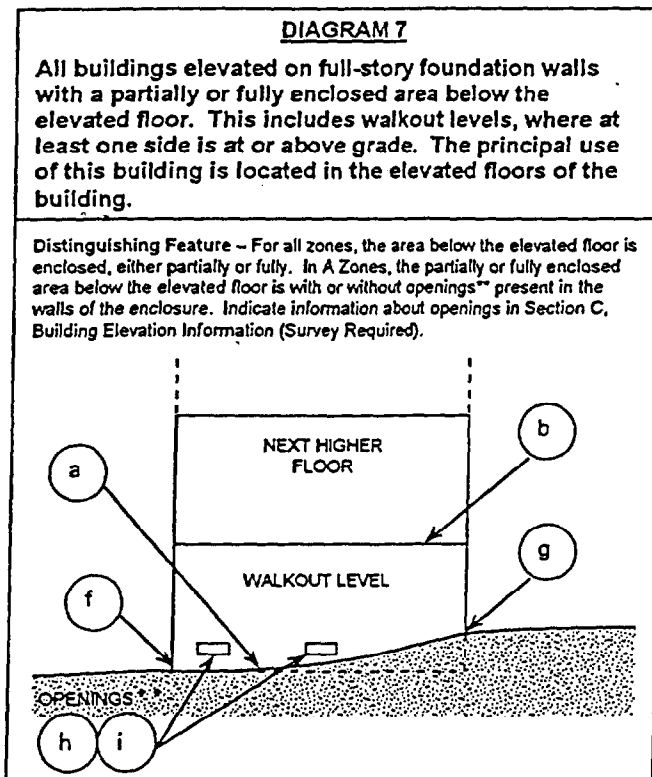 DIAGRAM 7
All buildings elevated on full-story foundation walls
with a partially or fully enclosed area below the
elevated floor. This includes walkout levels, where at
least one side is at or above grade. The principal use
of this building is located in the elevated floors of the
building.
Distinguishing Feature – For all zones, the area below the elevated floor is
enclosed, either partially or fully. In A Zones, the partially or fully enclosed
area below the elevated floor is with or without openings** present in the
walls of the enclosure. Indicate information about openings in Section C,
Building Elevation Information (Survey Required).
NEXT HIGHER
FLOOR
b
a
WALKOUT LEVEL
g
f
OPENINGS**
h i